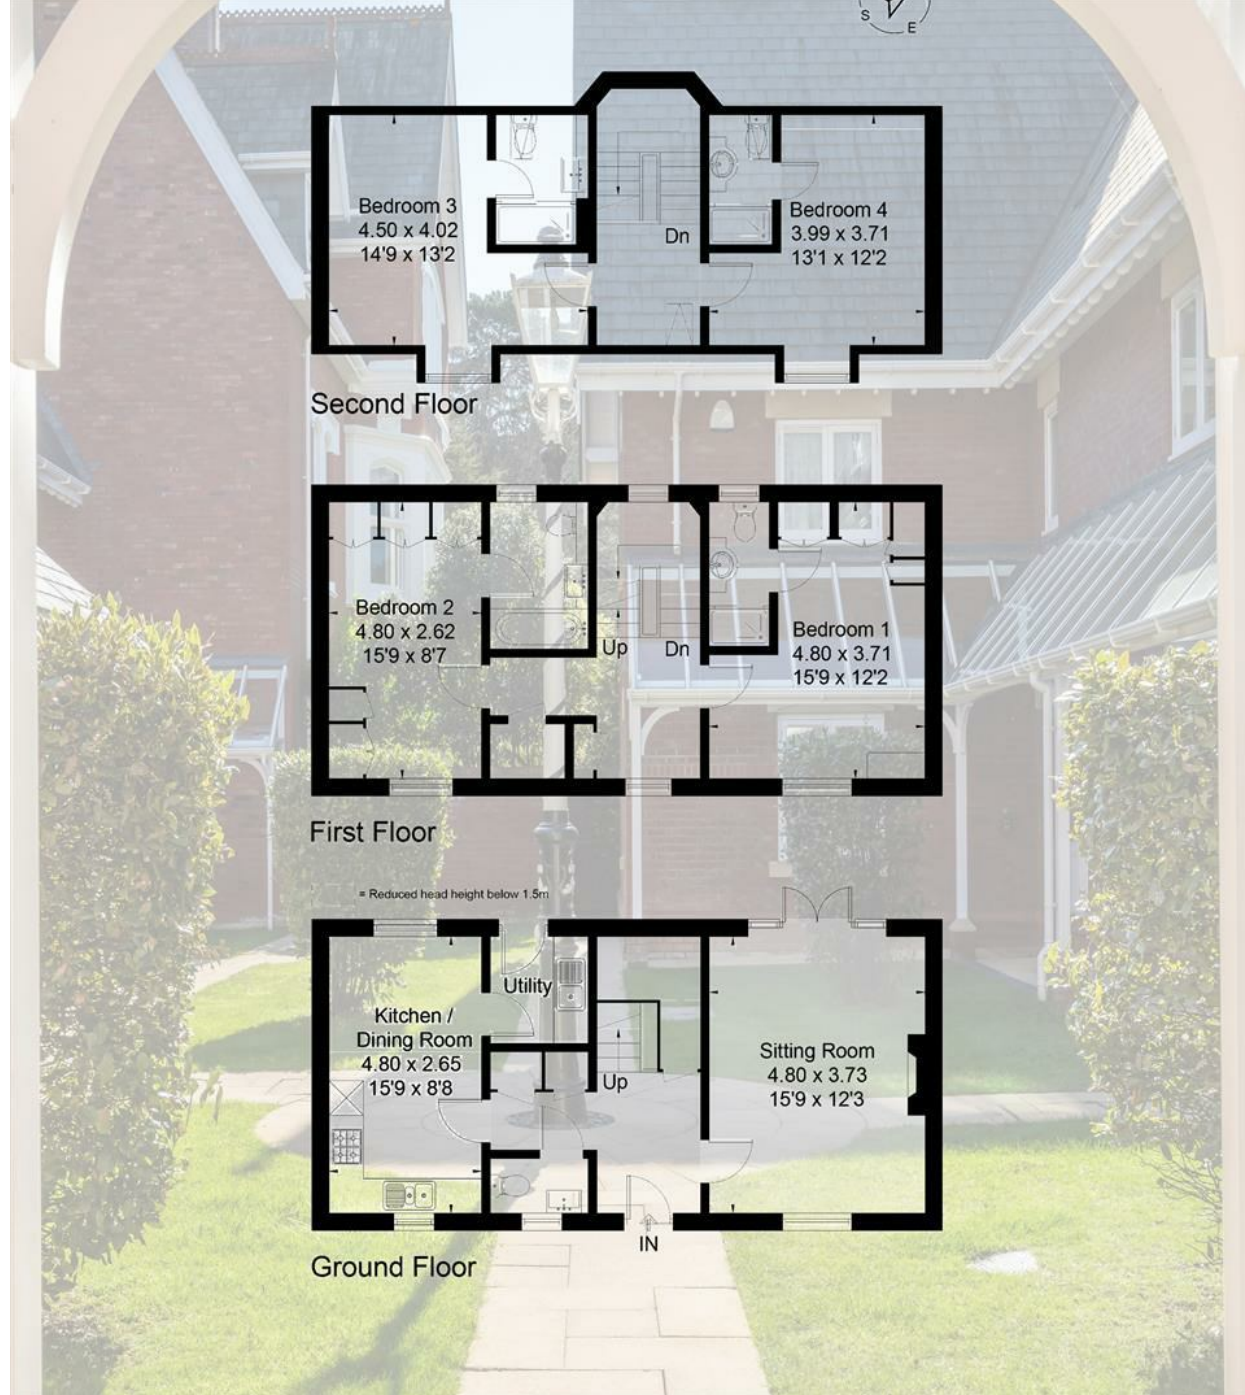 S
E
Bedroom 3
4.50 x 4.02
14'9 x 13'2
Dn
Bedroom 4
3.99 x 3.71
13'1 x 12'2
Second Floor
Bedroom 2
4.80 x 2.62
15'9 x 8'7
Up
Dn
Bedroom 1
4.80 x 3.71
15'9 x 12'2
First Floor
= Reduced head height below 1.5m
Utility
Kitchen /
Dining Room
4.80 x 2.65
15'9 x 8'8
Up
Sitting Room
4.80 x 3.73
15'9 x 12'3
IN
Ground Floor